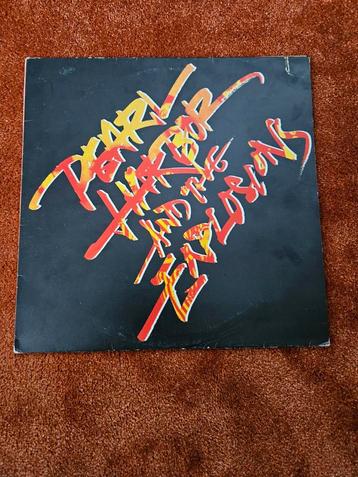 PEARL
HARBOR
AND THE
EXPLOSIONS